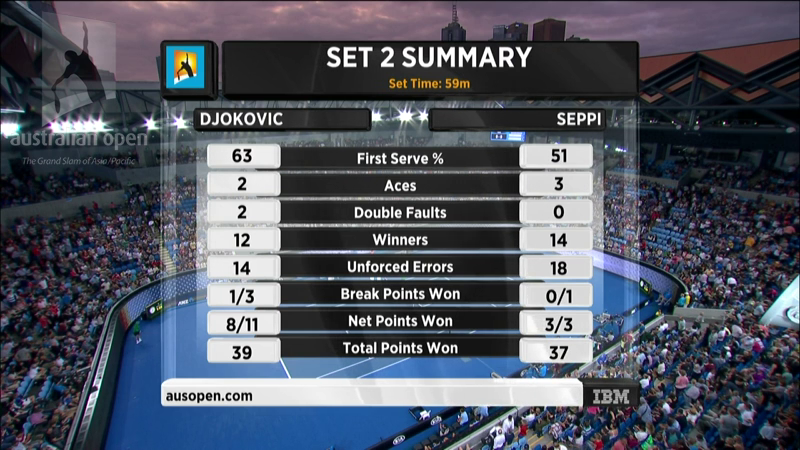 australian open
The Grand Slam of Asia/Pacific
SET 2 SUMMARY
Set Time: 59m
DJOKOVIC SEPPI
63 First Serve % 51
2 Aces 3
2 Double Faults 0
12 Winners 14
14 Unforced Errors 18
1/3 Break Points Won 0/1
8/11 Net Points Won 3/3
39 Total Points Won 37
ausopen.com IBM